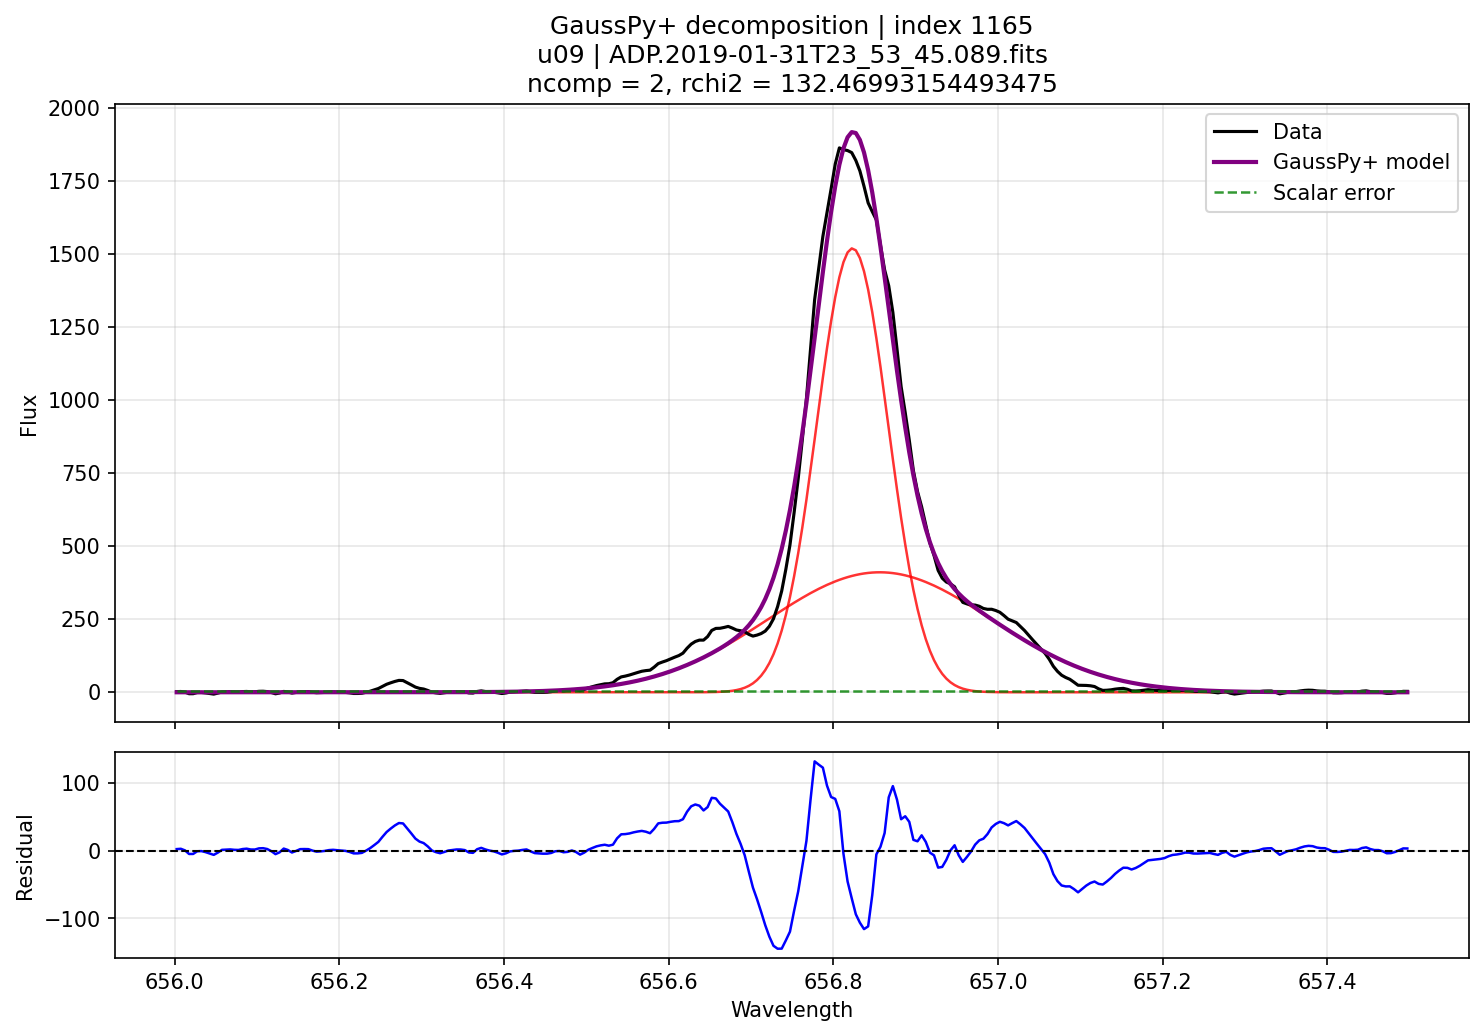 GaussPy+ decomposition | index 1165
u09 | ADP.2019-01-31T23_53_45.089.fits
ncomp = 2, rchi2 = 132.46993154493475
2000
1750
1500
1250
1000
750
500
250
0
Flux
Data
GaussPy+ model
Scalar error
100
0
−100
Residual
656.0 656.2 656.4 656.6 656.8 657.0 657.2 657.4
Wavelength